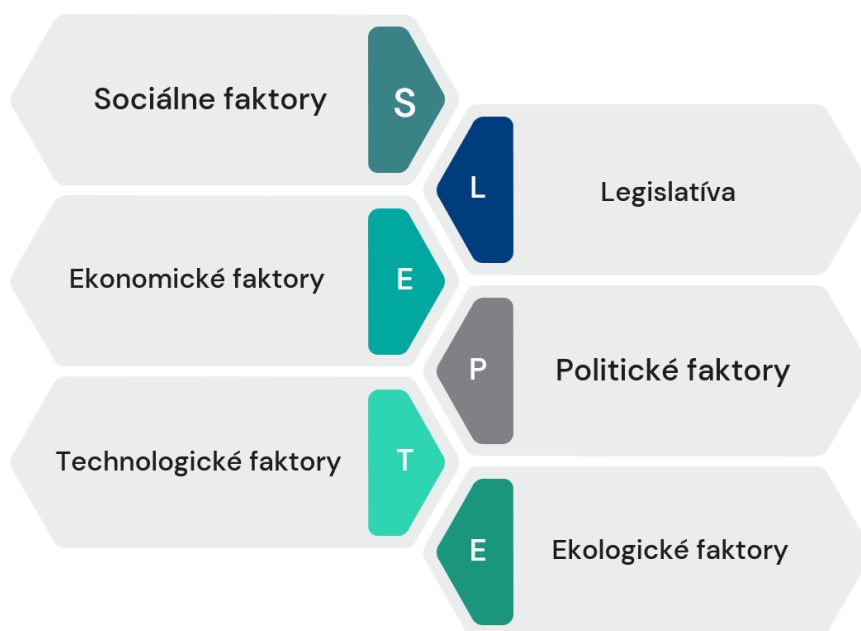 Sociálne faktory
S
L
Legislatíva
Ekonomické faktory
E
P
Politické faktory
Technologické faktory
T
E
Ekologické faktory